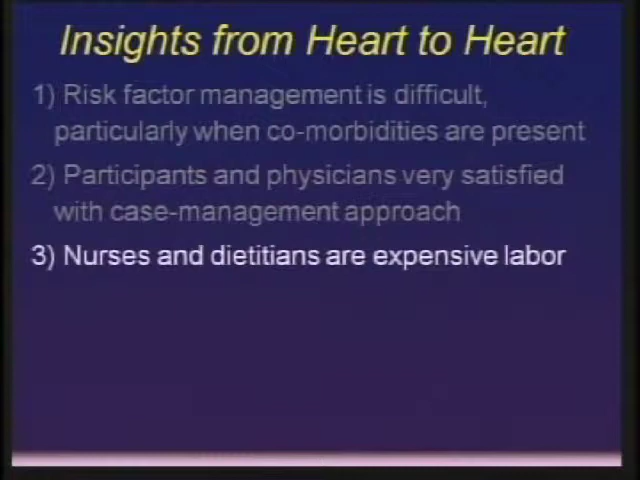 Insights from Heart to Heart
1) Risk factor management is difficult,
particularly when co-morbidities are present
2) Participants and physicians very satisfied
with case-management approach
3) Nurses and dietitians are expensive labor